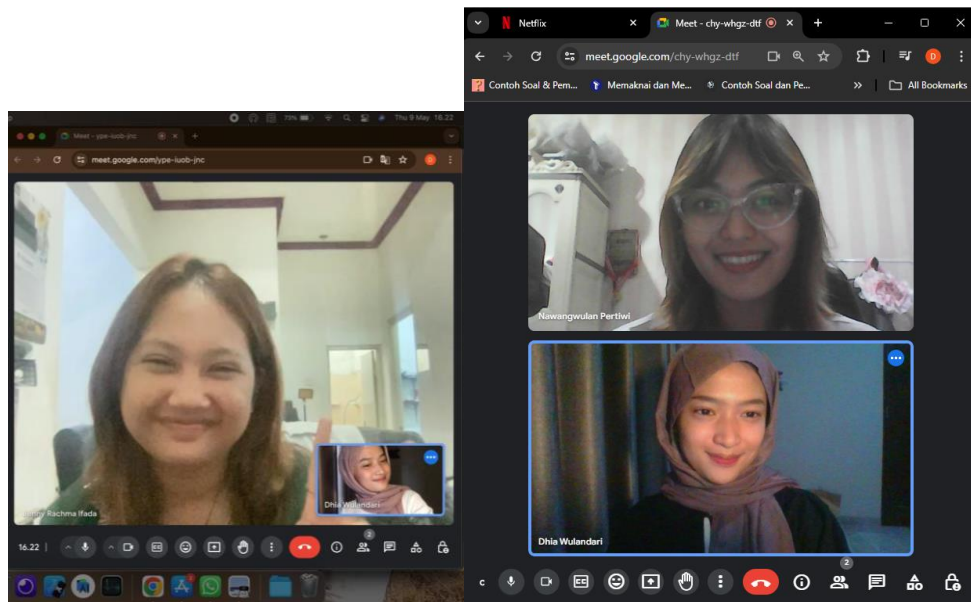 Thu 9 May 16.22
Meet - ype-iuob-jnc
meet.google.com/ype-iuob-jnc
Rachma Ifada
Dhia Wulandari
16.22
2
Netflix
Meet - chy-whgz-dtf
meet.google.com/chy-whgz-dtf
D
Contoh Soal & Pem...
Memaknai dan Me...
Contoh Soal dan Pe...
All Bookmarks
Nawangwulan Pertiwi
Dhia Wulandari
2
c